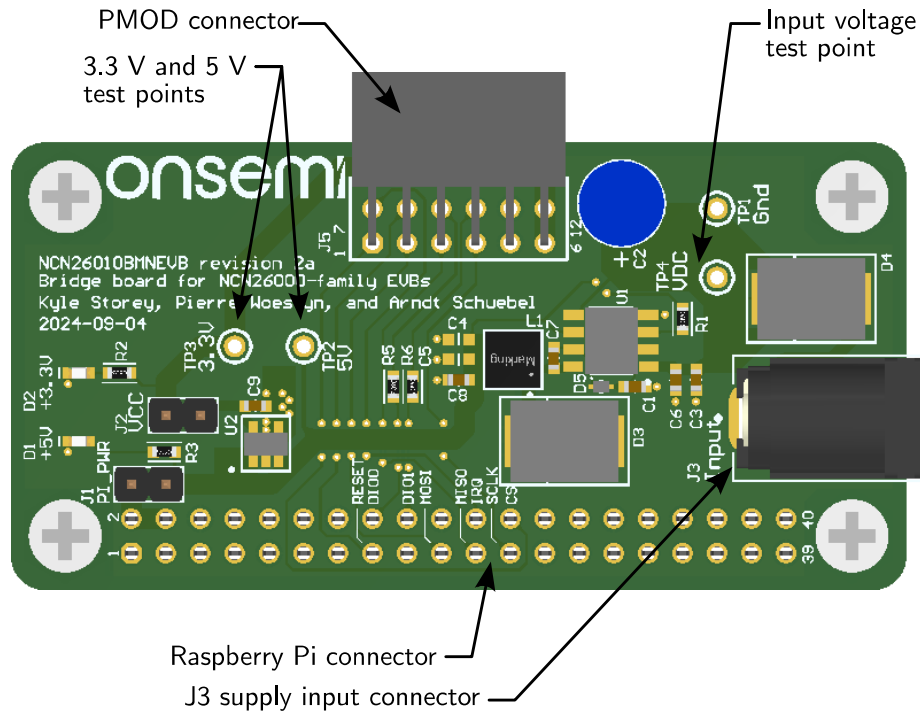 PMOD connector
Input voltage
test point
3.3 V and 5 V
test points
onsemi
TP1
Gnd
J5
1 7
6 12
+
C2
TP4
VDC
D4
NCN26010BMNEVB revision 2a
Bridge board for NCN26000-family EVBs
Kyle Storey, Pierre Woestyn, and Arndt Schuebel
2024-09-04
TP3
3.3V
TP2
5V
R2
R5
R6
C5
C4
C8
L1
Marking
C7
U1
R1
D5
C1
C6
C3
D2
+3.3V
D1
+5V
J2
VCC
C9
U2
R3
D3
J3
Input
J1
PI_PWR
RESET
DIO0
DIO1
MOSI
MISO
IRQ
SCLK
CS
2
40
1
39
Raspberry Pi connector
J3 supply input connector